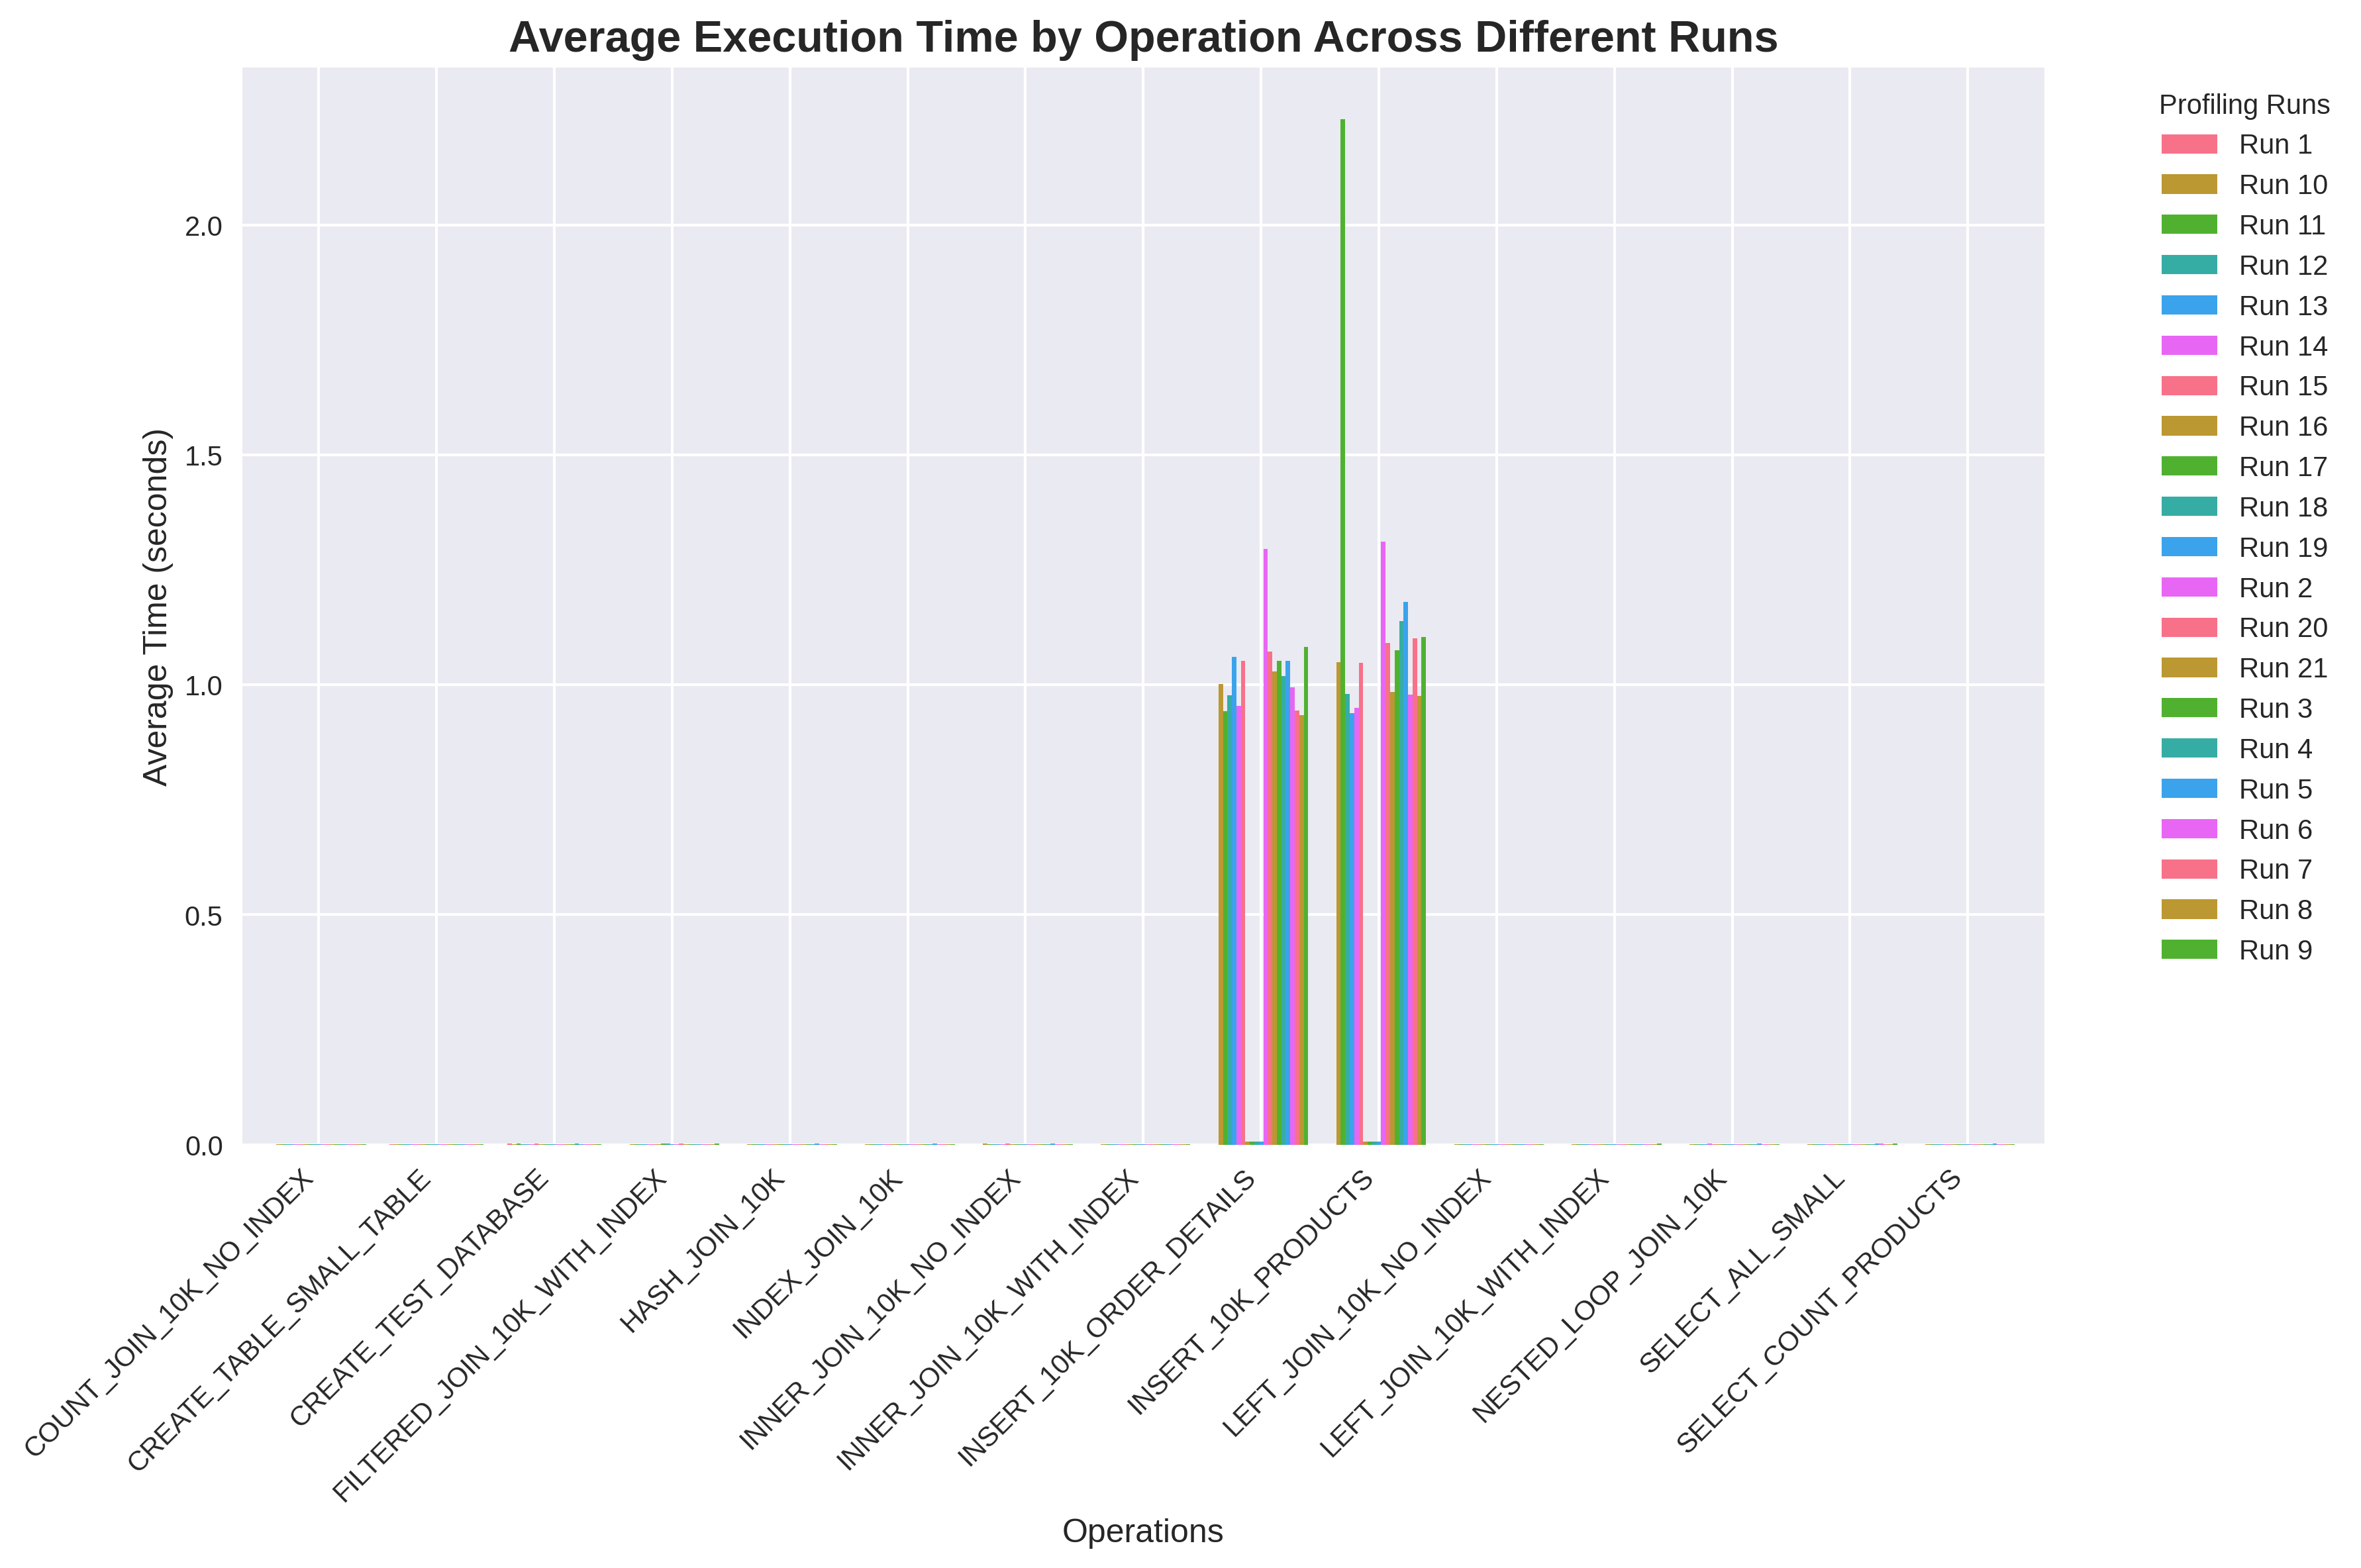 Average Execution Time by Operation Across Different Runs
Profiling Runs
Run 1
Run 10
Run 11
Run 12
Run 13
Run 14
Run 15
Run 16
Run 17
Run 18
Run 19
Run 2
Run 20
Run 21
Run 3
Run 4
Run 5
Run 6
Run 7
Run 8
Run 9
Average Time (seconds)
2.0
1.5
1.0
0.5
0.0
COUNT_JOIN_10K_NO_INDEX
CREATE_TABLE_SMALL_TABLE
CREATE_TEST_DATABASE
FILTERED_JOIN_10K_WITH_INDEX
HASH_JOIN_10K
INDEX_JOIN_10K
INNER_JOIN_10K_NO_INDEX
INNER_JOIN_10K_WITH_INDEX
INSERT_10K_ORDER_DETAILS
INSERT_10K_PRODUCTS
LEFT_JOIN_10K_NO_INDEX
LEFT_JOIN_10K_WITH_INDEX
NESTED_LOOP_JOIN_10K
SELECT_ALL_SMALL
SELECT_COUNT_PRODUCTS
Operations